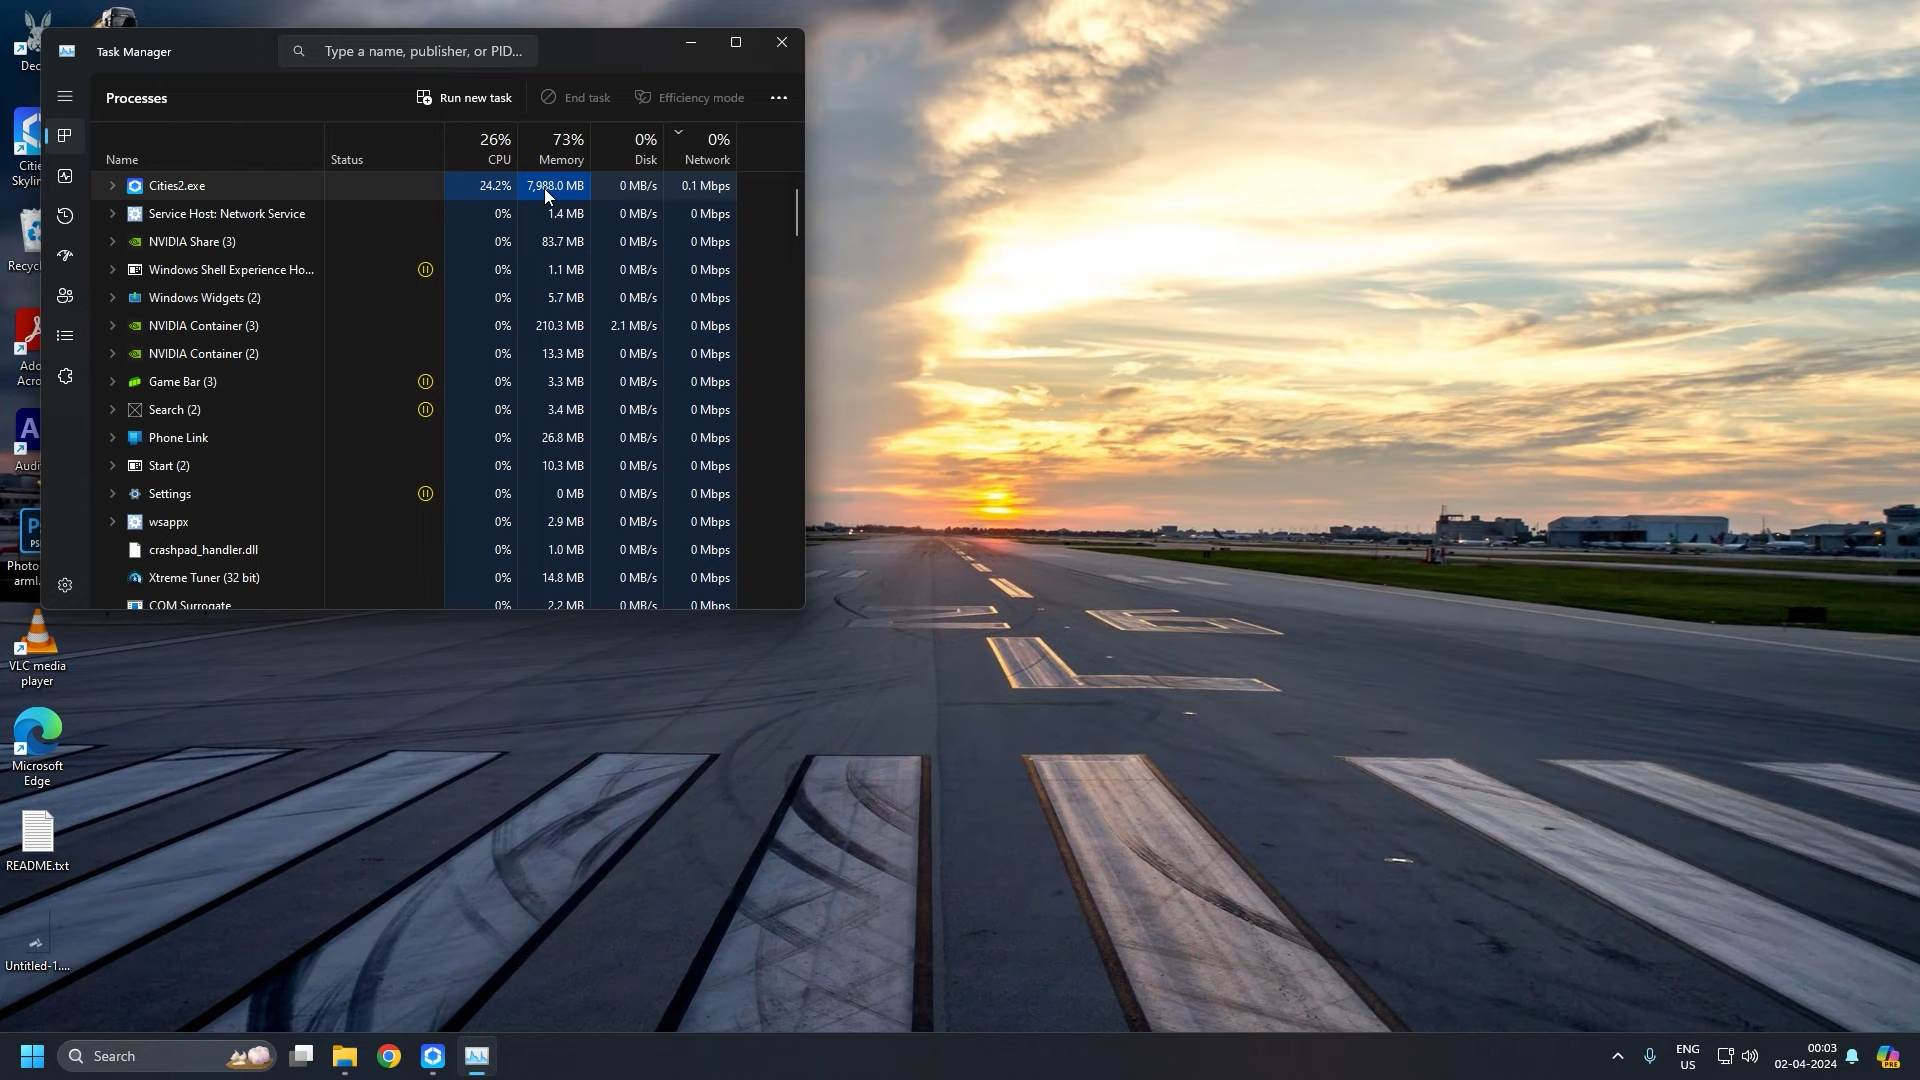 Task Manager
Type a name, publisher, or PID...
Processes
Run new task
End task
Efficiency mode
26% 73% 0% 0%
Name Status CPU Memory Disk Network
Cities2.exe 24.2% 7,988.0 MB 0 MB/s 0.1 Mbps
Service Host: Network Service 0% 1.4 MB 0 MB/s 0 Mbps
NVIDIA Share (3) 0% 83.7 MB 0 MB/s 0 Mbps
Windows Shell Experience Ho... 0% 1.1 MB 0 MB/s 0 Mbps
Windows Widgets (2) 0% 5.7 MB 0 MB/s 0 Mbps
NVIDIA Container (3) 0% 210.3 MB 2.1 MB/s 0 Mbps
NVIDIA Container (2) 0% 13.3 MB 0 MB/s 0 Mbps
Game Bar (3) 0% 3.3 MB 0 MB/s 0 Mbps
Search (2) 0% 3.4 MB 0 MB/s 0 Mbps
Phone Link 0% 26.8 MB 0 MB/s 0 Mbps
Start (2) 0% 10.3 MB 0 MB/s 0 Mbps
Settings 0% 0 MB 0 MB/s 0 Mbps
wsappx 0% 2.9 MB 0 MB/s 0 Mbps
crashpad_handler.dll 0% 1.0 MB 0 MB/s 0 Mbps
Xtreme Tuner (32 bit) 0% 14.8 MB 0 MB/s 0 Mbps
COM Surrogate 0% 2.2 MB 0 MB/s 0 Mbps
Dec
Citie
Skylin
Recyc
Ado
Acro
Audi
Photo
arml.
VLC media
player
Microsoft
Edge
README.txt
Untitled-1....
Search
ENG
US
00:03
02-04-2024
PRE